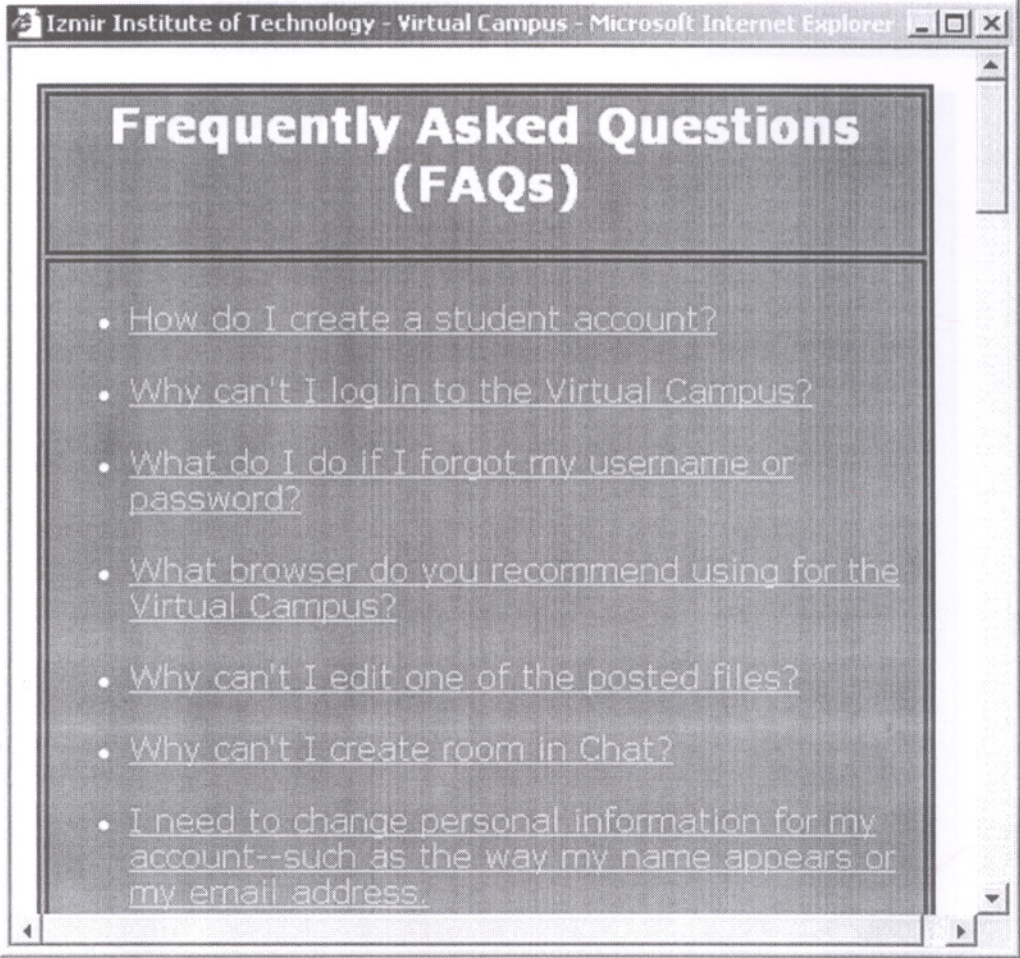 Izmir Institute of Technology - Virtual Campus - Microsoft Internet Explorer
Frequently Asked Questions
(FAQs)
How do I create a student account?
Why can't I log in to the Virtual Campus?
What do I do if I forgot my username or
password?
What browser do you recommend using for the
Virtual Campus?
Why can't I edit one of the posted files?
Why can't I create room in Chat?
I need to change personal information for my
account--such as the way my name appears or
my email address.